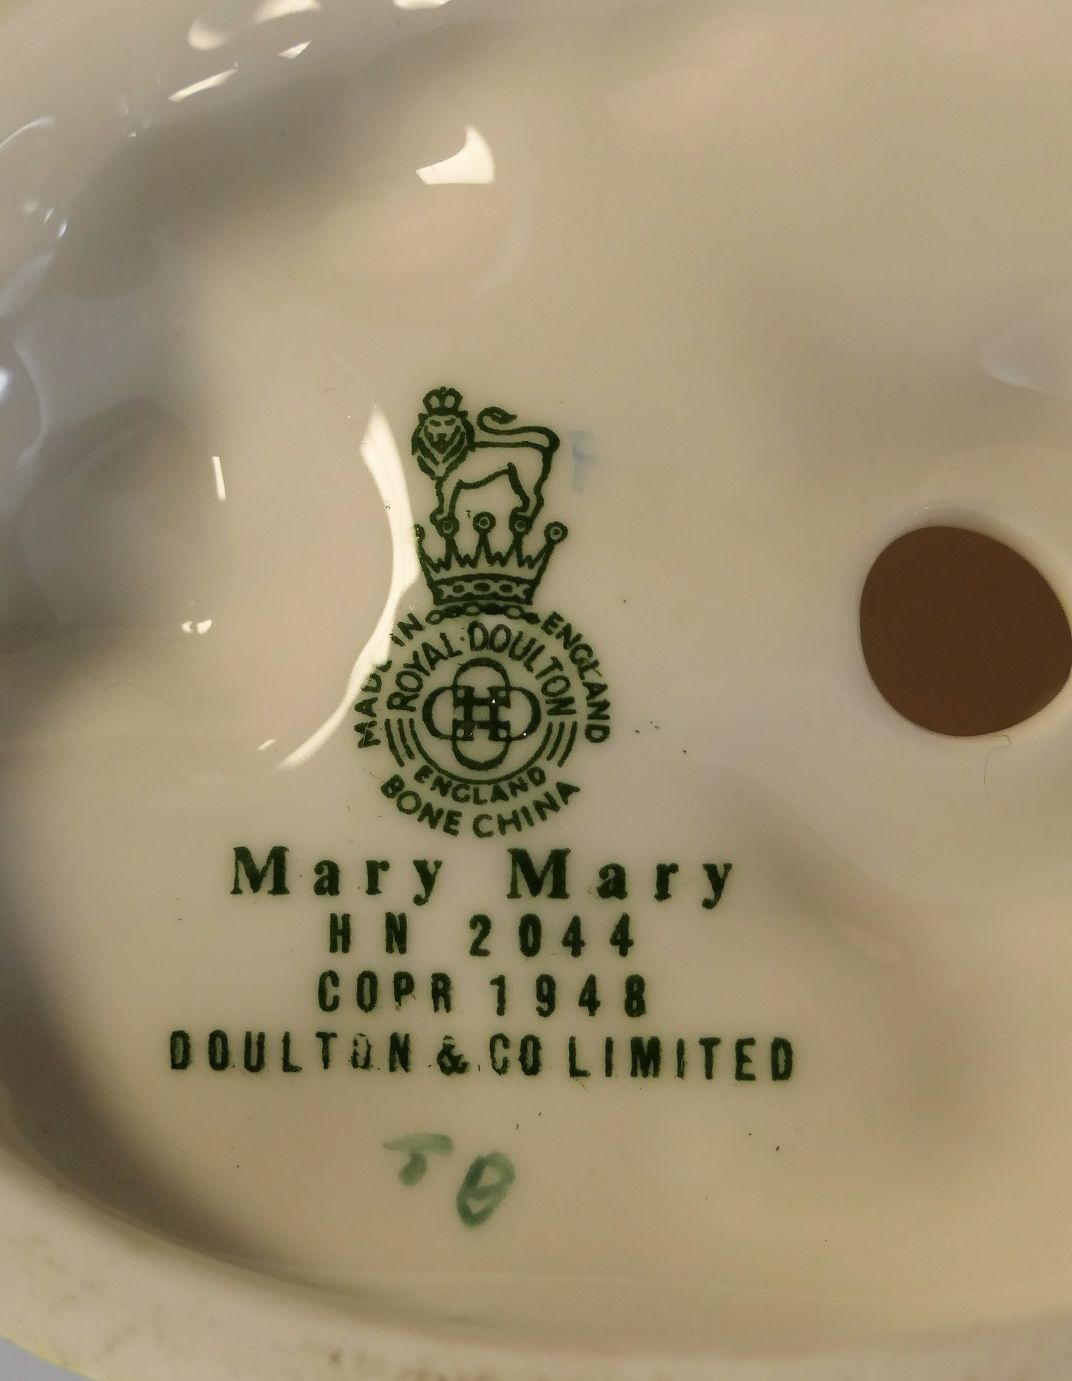 MADE IN ENGLAND
ROYAL·DOULTON
ENGLAND
BONE CHINA
Mary Mary
HN 2044
COPR 1948
DOULTON & CO LIMITED